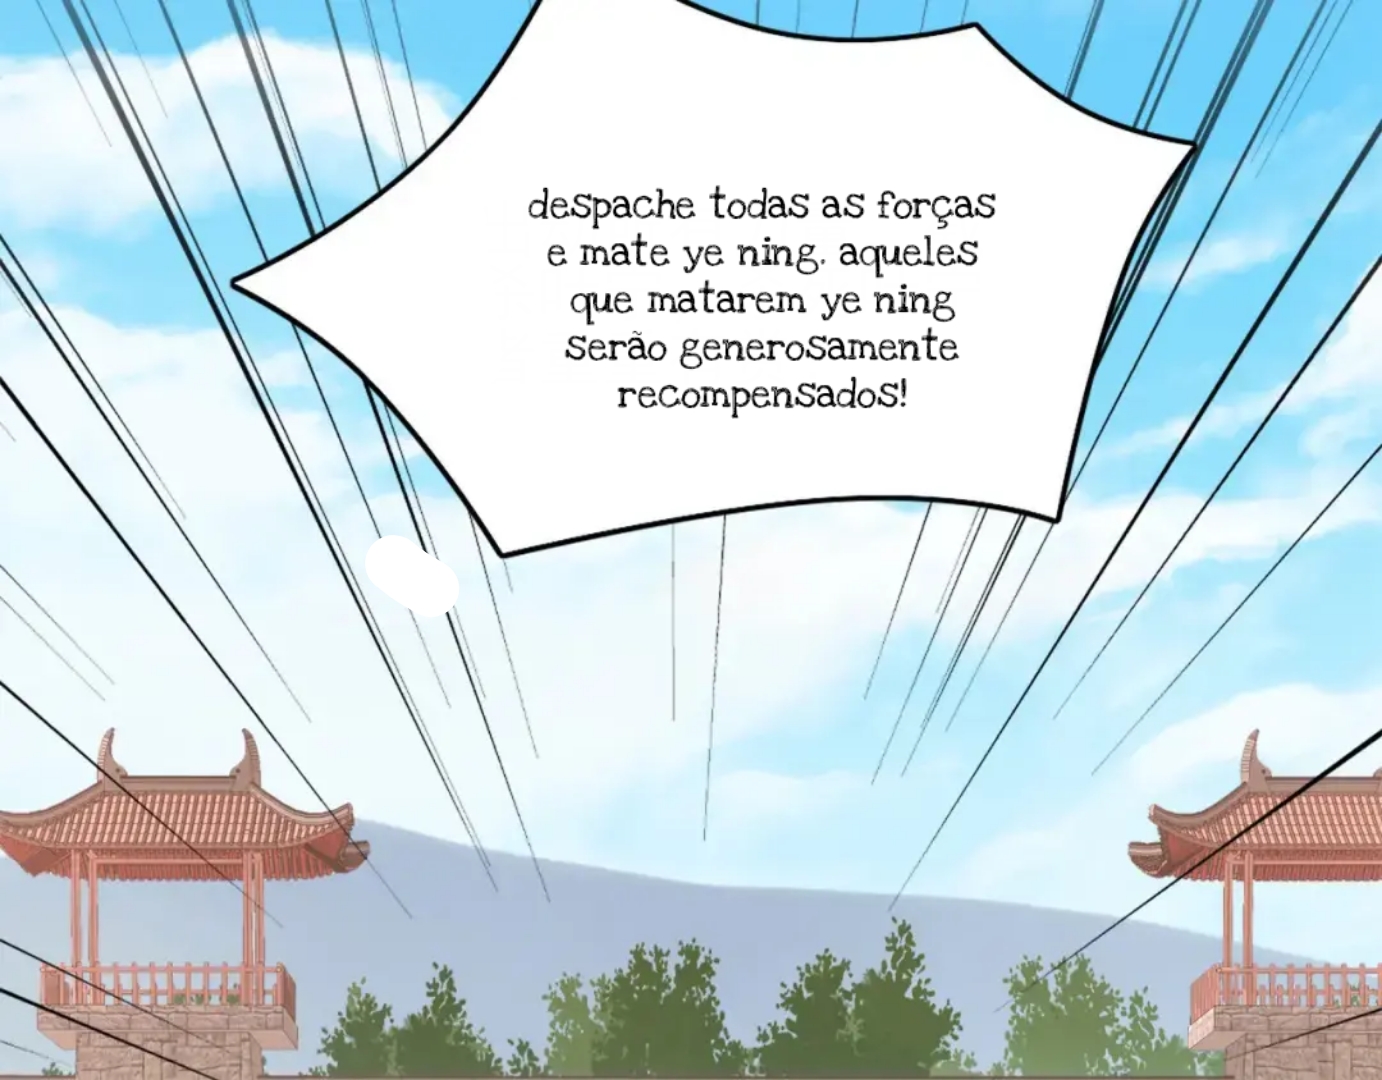 despache todas as forças
e mate ye ning. aqueles
que matarem ye ning
serão generosamente
recompensados!